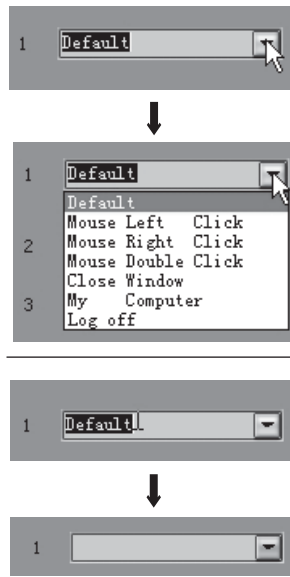 1 Default
1 Default
Default
Mouse Left Click
Mouse Right Click
2
Mouse Double Click
Close Window
3
My Computer
Log off
1 Default
1